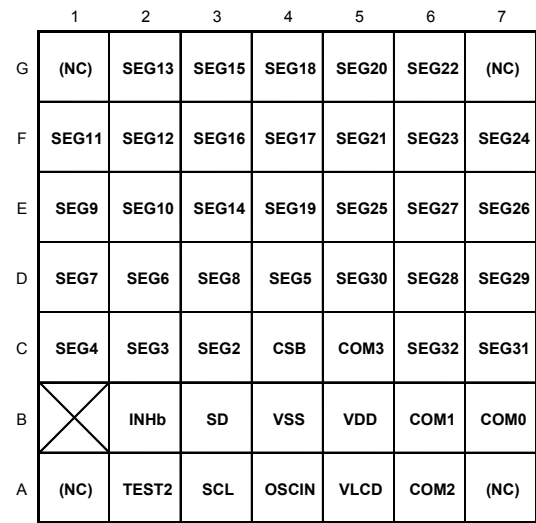 1 2 3 4 5 6 7
G (NC) SEG13 SEG15 SEG18 SEG20 SEG22 (NC)
F SEG11 SEG12 SEG16 SEG17 SEG21 SEG23 SEG24
E SEG9 SEG10 SEG14 SEG19 SEG25 SEG27 SEG26
D SEG7 SEG6 SEG8 SEG5 SEG30 SEG28 SEG29
C SEG4 SEG3 SEG2 CSB COM3 SEG32 SEG31
B INHb SD VSS VDD COM1 COM0
A (NC) TEST2 SCL OSCIN VLCD COM2 (NC)